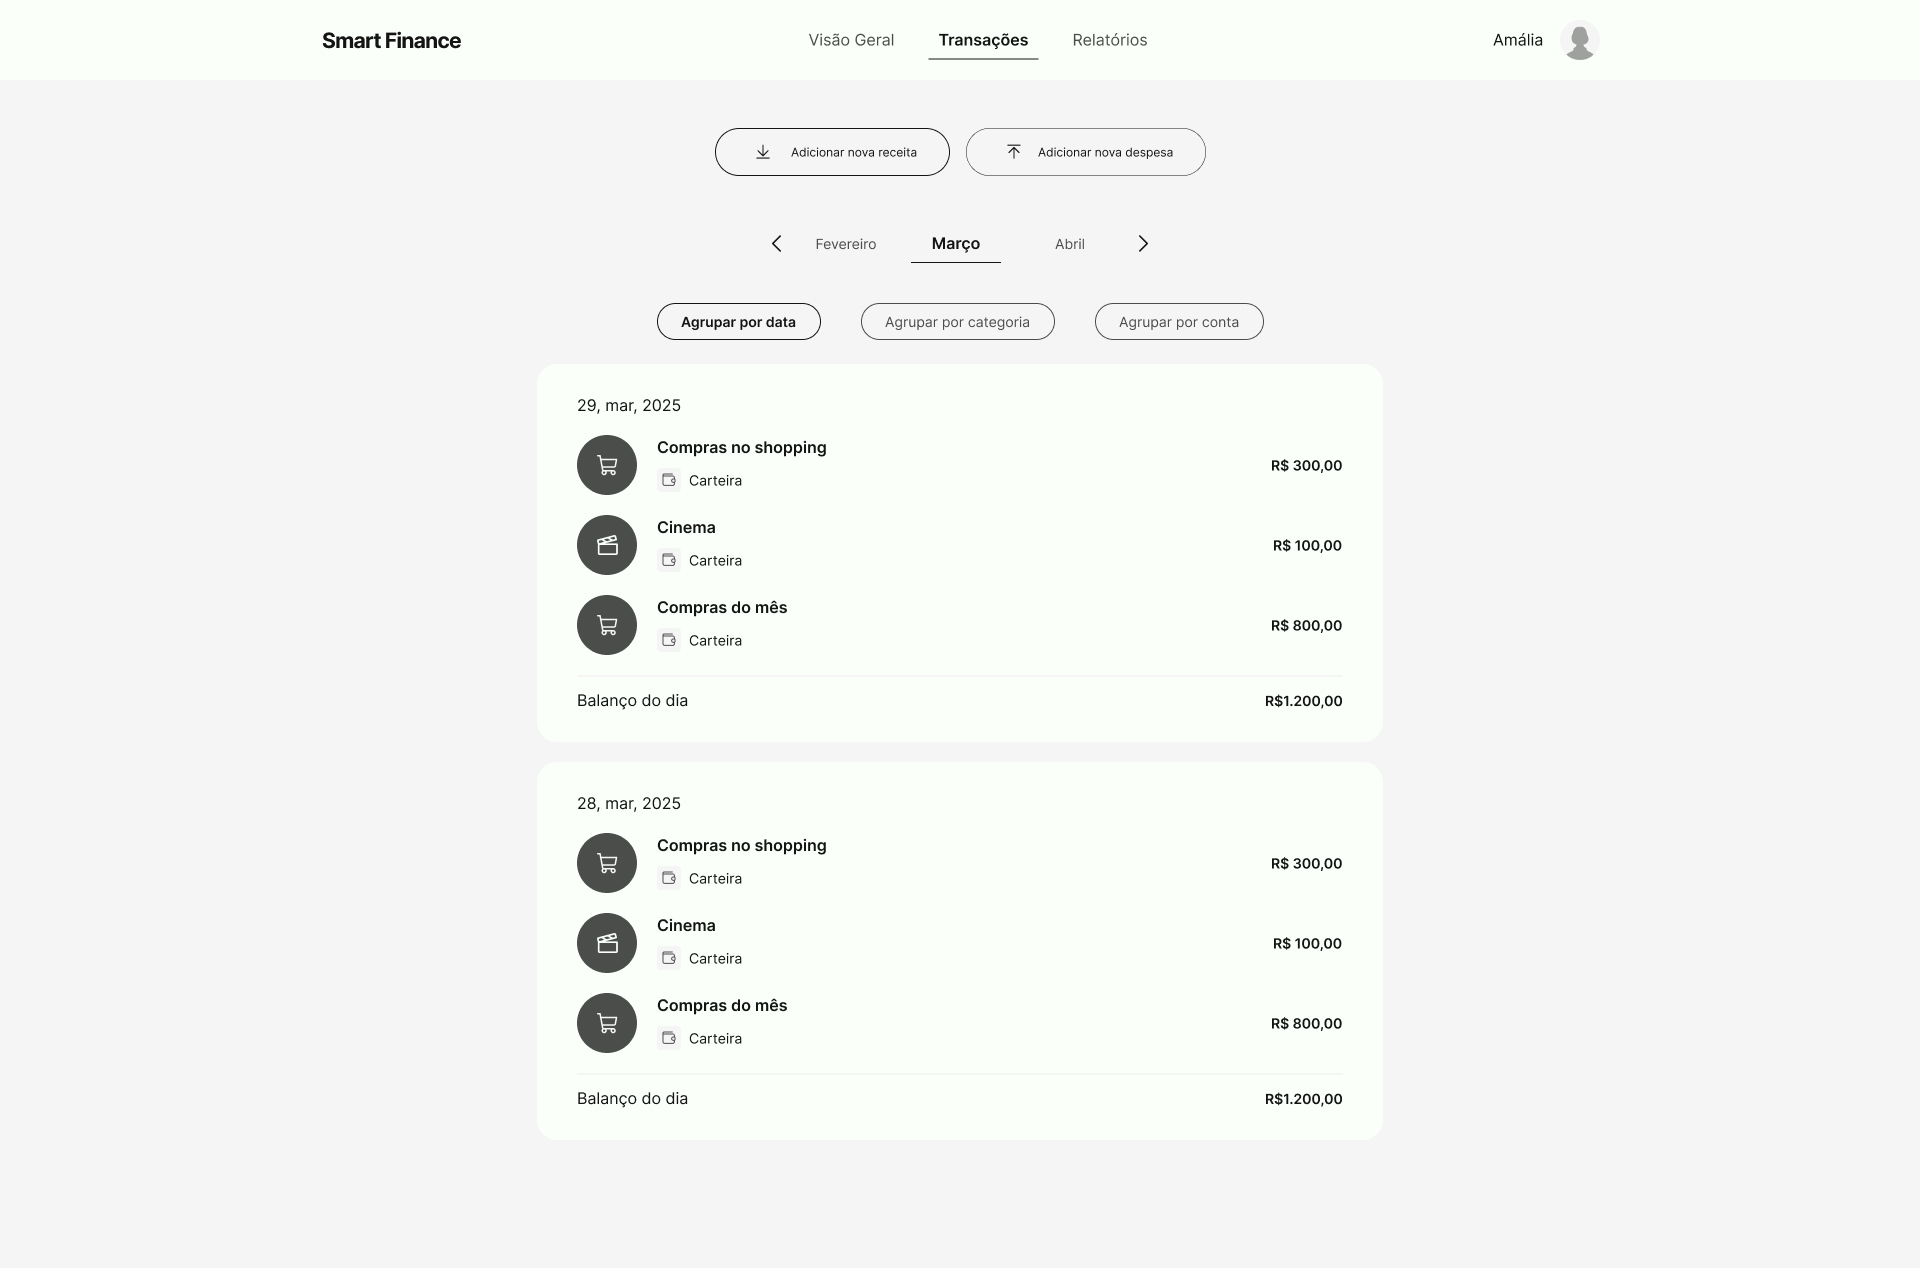 Smart Finance
Visão Geral
Transações
Relatórios
Amália
Adicionar nova receita
Adicionar nova despesa
Fevereiro
Março
Abril
Agrupar por data
Agrupar por categoria
Agrupar por conta
29, mar, 2025
Compras no shopping
Carteira
R$ 300,00
Cinema
Carteira
R$ 100,00
Compras do mês
Carteira
R$ 800,00
Balanço do dia
R$1.200,00
28, mar, 2025
Compras no shopping
Carteira
R$ 300,00
Cinema
Carteira
R$ 100,00
Compras do mês
Carteira
R$ 800,00
Balanço do dia
R$1.200,00